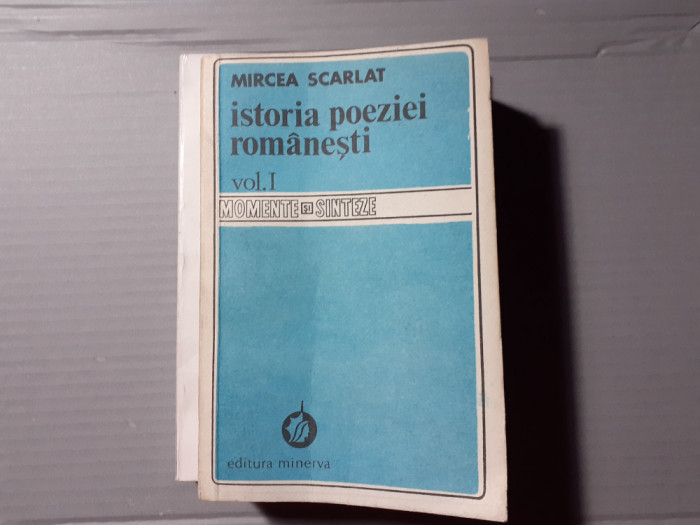 MIRCEA SCARLAT
istoria poeziei
românești
vol.I
MOMENTE ȘI SINTEZE
editura minerva